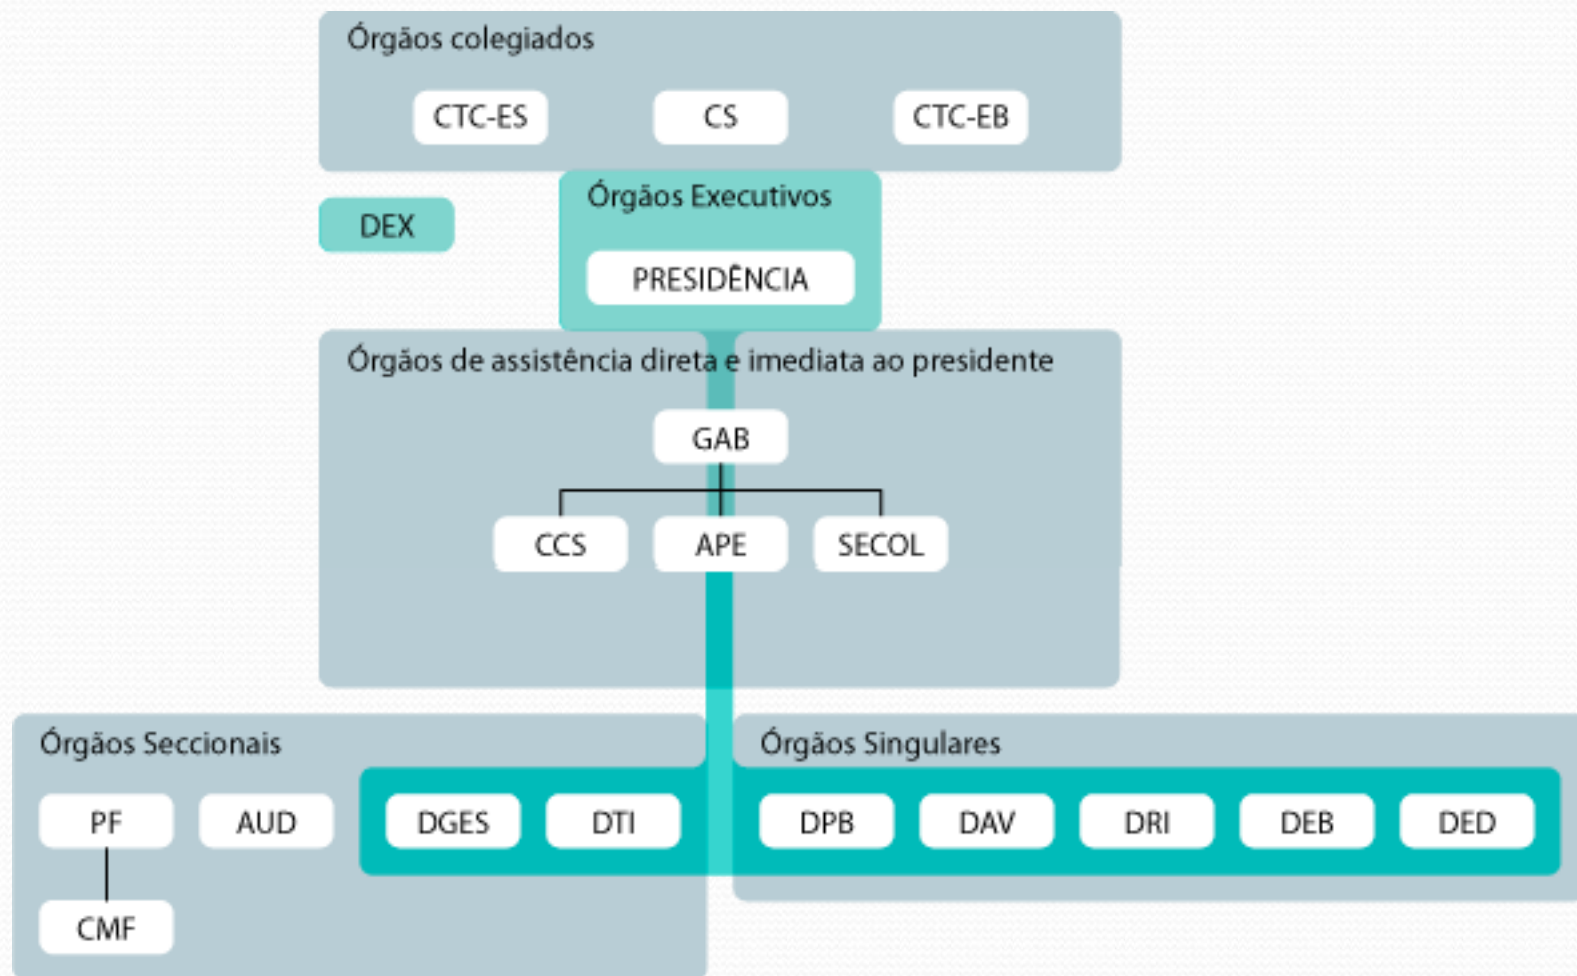 Órgãos colegiados
CTC-ES CS CTC-EB
Órgãos Executivos
DEX
PRESIDÊNCIA
Órgãos de assistência direta e imediata ao presidente
GAB
CCS APE SECOL
Órgãos Seccionais
PF AUD DGES DTI
CMF
Órgãos Singulares
DPB DAV DRI DEB DED